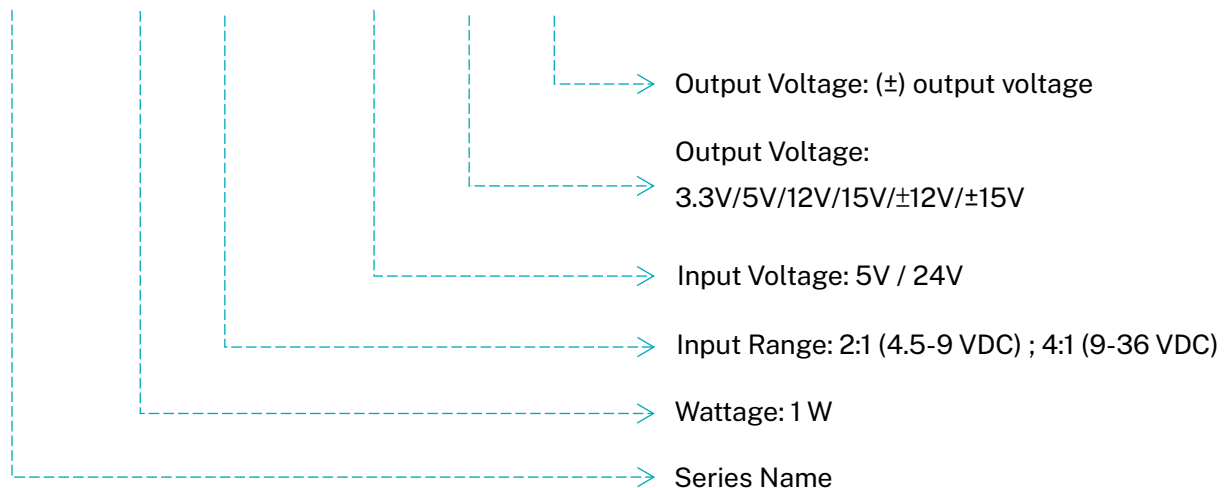 Output Voltage: (±) output voltage
Output Voltage:
3.3V/5V/12V/15V/±12V/±15V
Input Voltage: 5V / 24V
Input Range: 2:1 (4.5-9 VDC) ; 4:1 (9-36 VDC)
Wattage: 1 W
Series Name